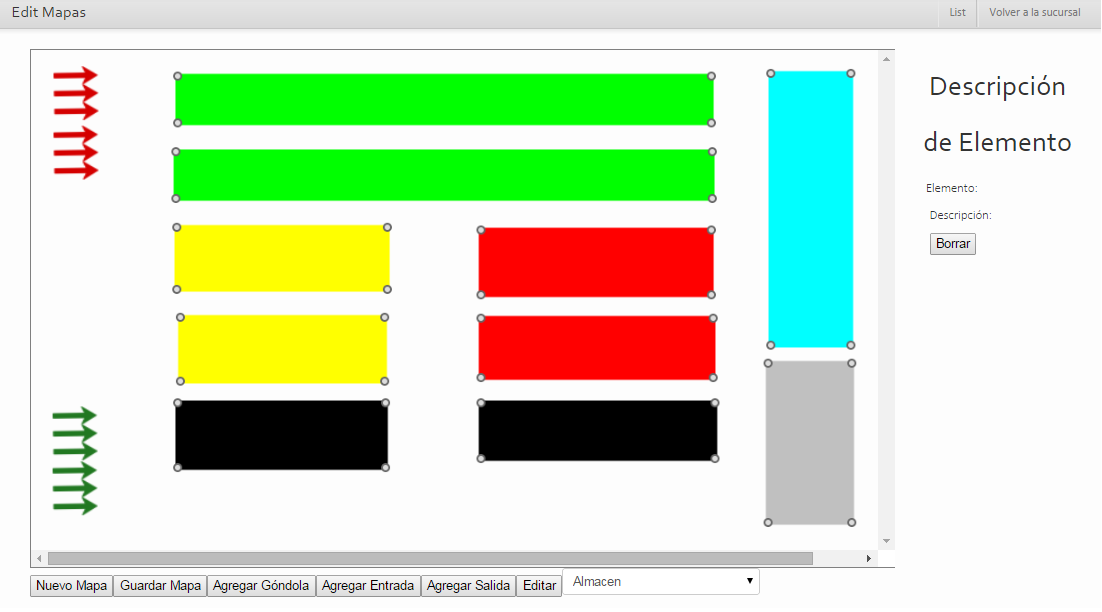 Edit Mapas
List
Volver a la sucursal
Descripción
de Elemento
Elemento:
Descripción:
Borrar
Nuevo Mapa
Guardar Mapa
Agregar Góndola
Agregar Entrada
Agregar Salida
Editar
Almacen